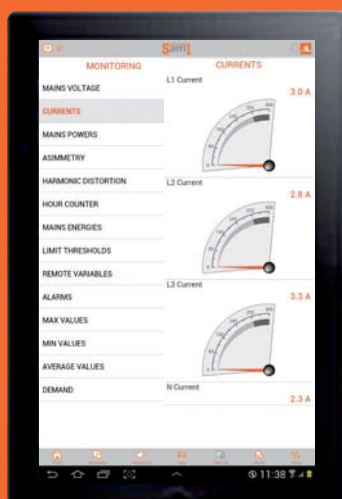 Sam1
MONITORING
MAINS VOLTAGE
CURRENTS
MAINS POWERS
ASIMMETRY
HARMONIC DISTORTION
HOUR COUNTER
MAINS ENERGIES
LIMIT THRESHOLDS
REMOTE VARIABLES
ALARMS
MAX VALUES
MIN VALUES
AVERAGE VALUES
DEMAND
CURRENTS
L1 Current
3.0 A
L2 Current
2.8 A
L3 Current
3.3 A
N Current
2.3 A
11:38